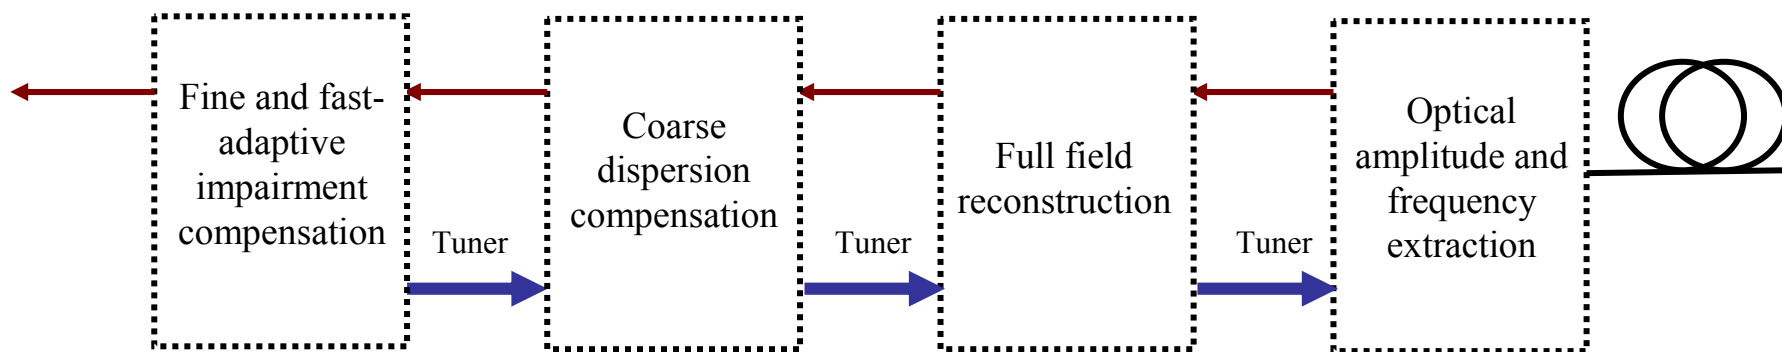 Fine and fast-
adaptive
impairment
compensation
Tuner
Coarse
dispersion
compensation
Tuner
Full field
reconstruction
Tuner
Optical
amplitude and
frequency
extraction